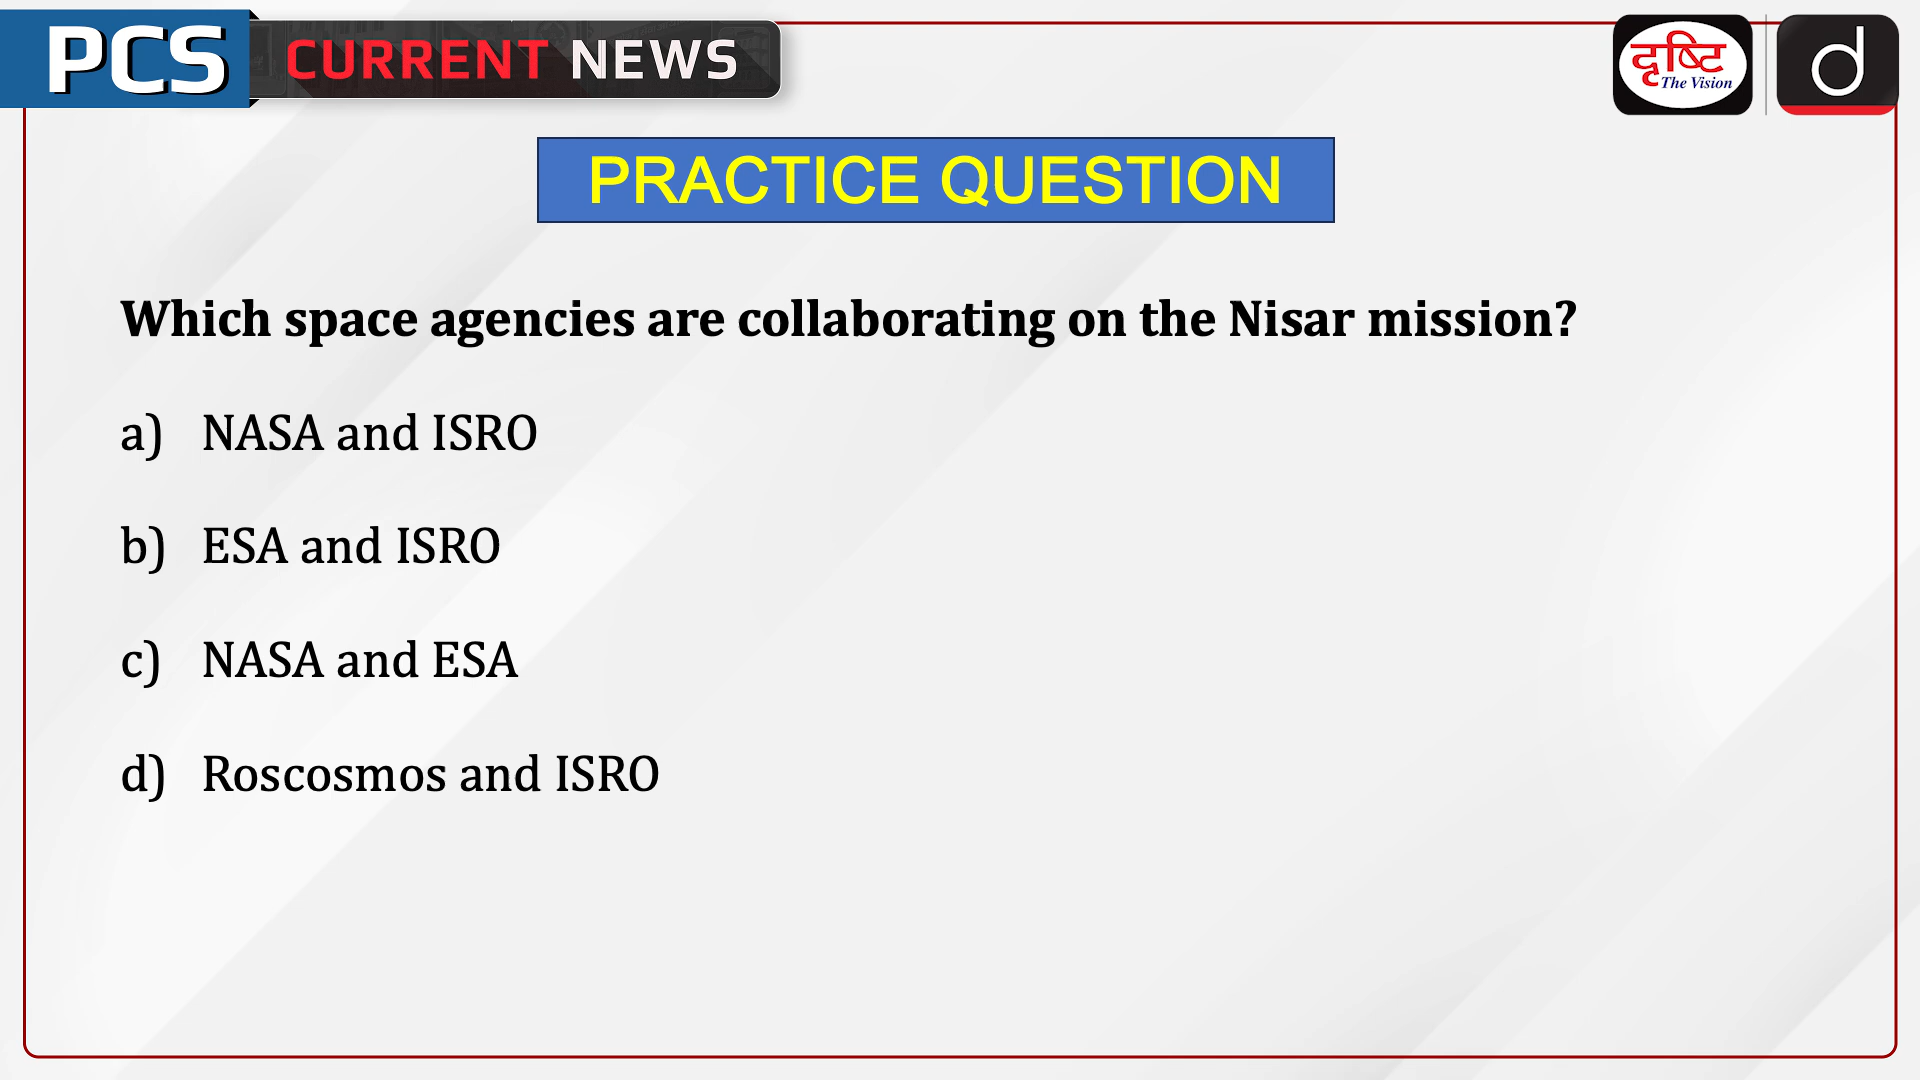 PCS CURRENT NEWS
दृष्टि
The Vision
d
PRACTICE QUESTION
Which space agencies are collaborating on the Nisar mission?
a) NASA and ISRO
b) ESA and ISRO
c) NASA and ESA
d) Roscosmos and ISRO